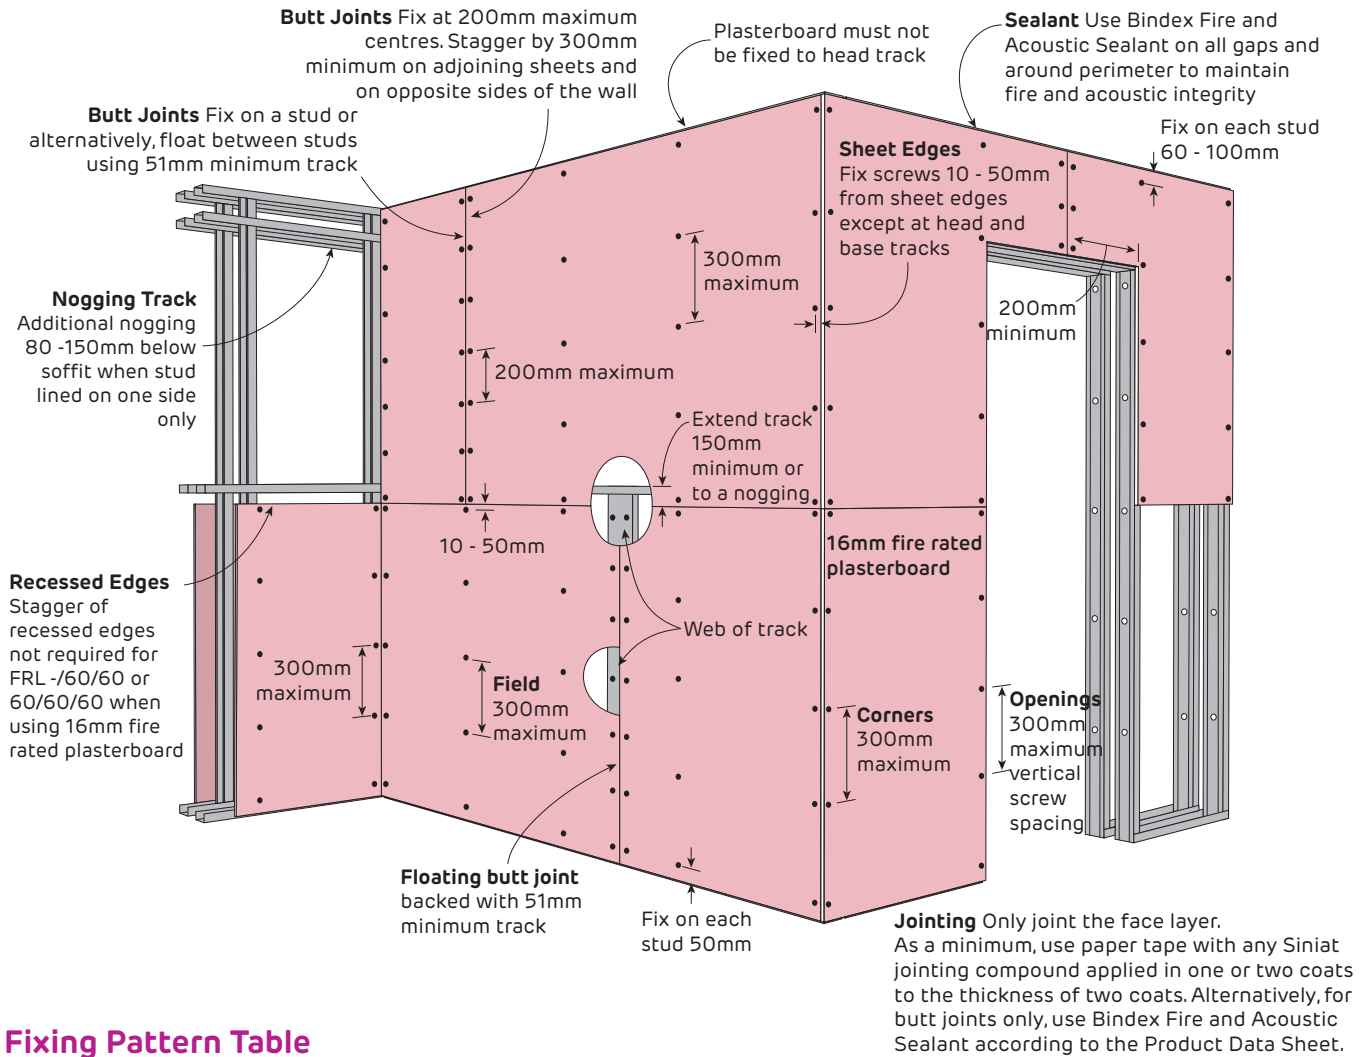 Butt Joints Fix at 200mm maximum
centres. Stagger by 300mm
minimum on adjoining sheets and
on opposite sides of the wall
Plasterboard must not
be fixed to head track
Sealant Use Bindex Fire and
Acoustic Sealant on all gaps and
around perimeter to maintain
fire and acoustic integrity
Butt Joints Fix on a stud or
alternatively, float between studs
using 51mm minimum track
Fix on each stud
60 - 100mm
Sheet Edges
Fix screws 10 - 50mm
from sheet edges
except at head and
base tracks
300mm
maximum
Nogging Track
Additional nogging
80 -150mm below
soffit when stud
lined on one side
only
200mm
minimum
200mm maximum
Extend track
150mm
minimum or
to a nogging
10 - 50mm
16mm fire rated
plasterboard
Recessed Edges
Stagger of
recessed edges
not required for
FRL -/60/60 or
60/60/60 when
using 16mm fire
rated plasterboard
Web of track
300mm
maximum
Field
300mm
maximum
Corners
300mm
maximum
Openings
300mm
maximum
vertical
screw
spacing
Floating butt joint
backed with 51mm
minimum track
Fix on each
stud 50mm
Jointing Only joint the face layer.
As a minimum, use paper tape with any Siniat
jointing compound applied in one or two coats
to the thickness of two coats. Alternatively, for
butt joints only, use Bindex Fire and Acoustic
Sealant according to the Product Data Sheet.
Fixing Pattern Table